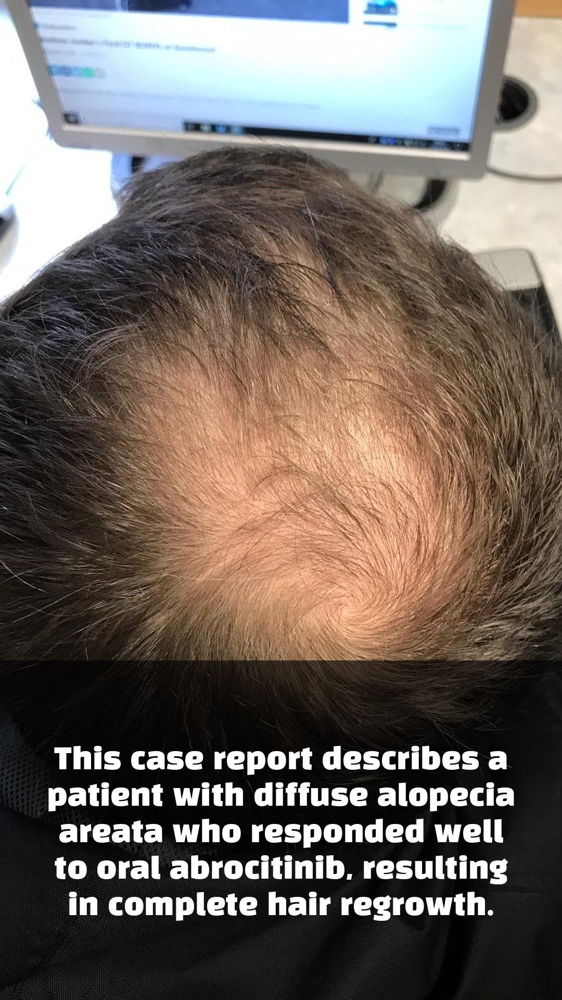 This case report describes a
patient with diffuse alopecia
areata who responded well
to oral abrocitinib, resulting
in complete hair regrowth.